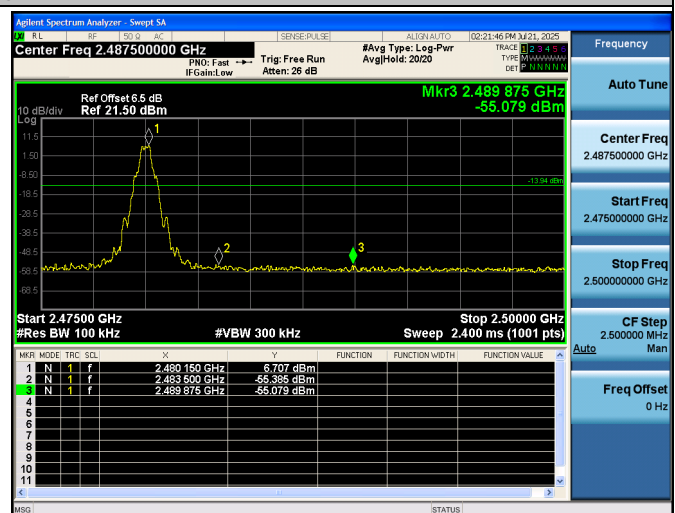 Agilent Spectrum Analyzer - Swept SA
LXI RL RF 50 Ω AC SENSE:PULSE ALIGN AUTO 02:21:46 PM Jul 21, 2025
Center Freq 2.487500000 GHz #Avg Type: Log-Pwr TRACE 1 2 3 4 5 6
PNO: Fast Trig: Free Run Avg|Hold: 20/20 TYPE MWWWWW
IFGain:Low Atten: 26 dB DET P N N N N N
Frequency
Auto Tune
Center Freq
2.487500000 GHz
Start Freq
2.475000000 GHz
Stop Freq
2.500000000 GHz
CF Step
2.500000 MHz
Auto Man
Freq Offset
0 Hz
Mkr3 2.489 875 GHz
-55.079 dBm
Ref Offset 6.5 dB
10 dB/div Ref 21.50 dBm
Log
11.5
1.50
-8.50
-18.5
-28.5
-38.5
-48.5
-58.5
-68.5
1
2
3
-13.94 dBm
Start 2.47500 GHz Stop 2.50000 GHz
#Res BW 100 kHz #VBW 300 kHz Sweep 2.400 ms (1001 pts)
MKR MODE TRC SCL X Y FUNCTION FUNCTION WIDTH FUNCTION VALUE
1 N 1 f 2.480 150 GHz 6.707 dBm
2 N 1 f 2.483 500 GHz -55.385 dBm
3 N 1 f 2.489 875 GHz -55.079 dBm
4
5
6
7
8
9
10
11
MSG STATUS